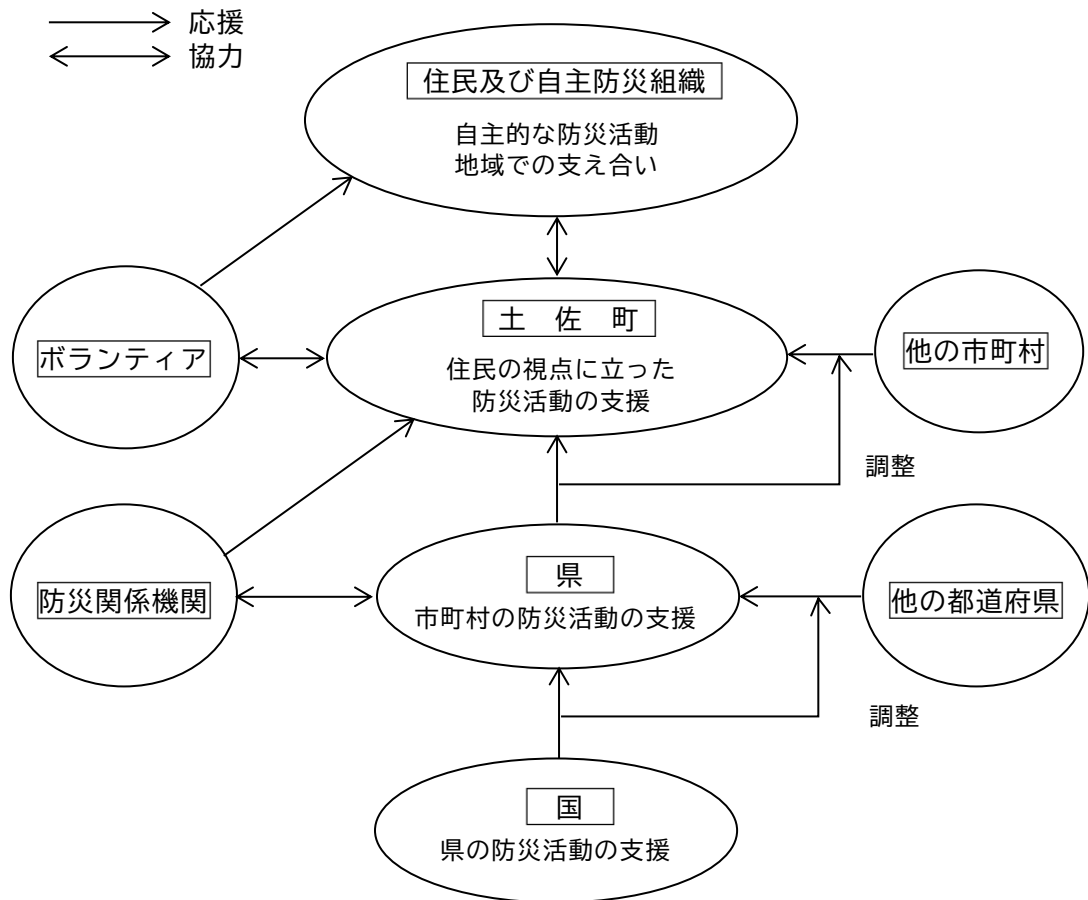 応援
協力
住民及び自主防災組織
自主的な防災活動
地域での支え合い
土　佐　町
住民の視点に立った
防災活動の支援
ボランティア
他の市町村
調整
県
市町村の防災活動の支援
防災関係機関
他の都道府県
調整
国
県の防災活動の支援